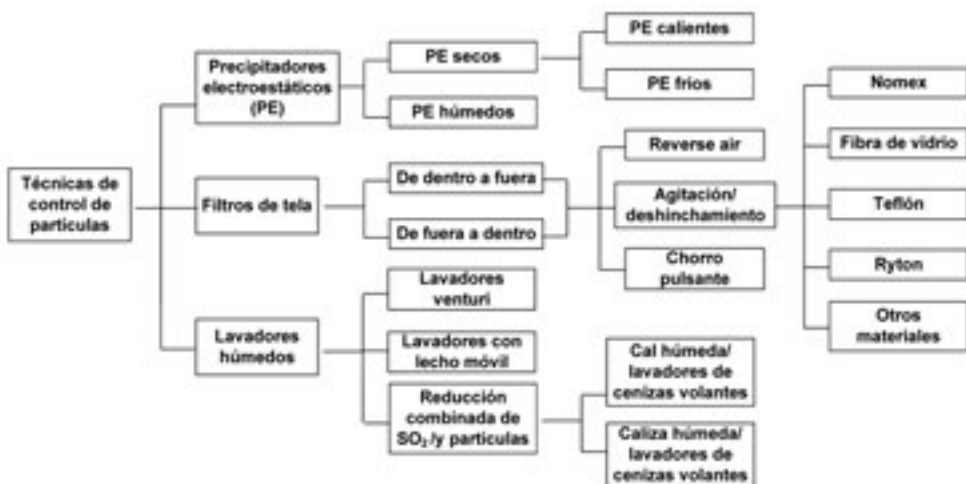 Técnicas de
control de
partículas
Precipitadores
electroestáticos
(PE)
PE secos
PE húmedos
PE calientes
PE fríos
Filtros de tela
De dentro a fuera
De fuera a dentro
Reverse air
Agitación/
deshinchamiento
Chorro
pulsante
Nomex
Fibra de vidrio
Teflón
Ryton
Otros
materiales
Lavadores
húmedos
Lavadores
venturi
Lavadores con
lecho móvil
Reducción
combinada de
SO₂ /y partículas
Cal húmeda/
lavadores de
cenizas volantes
Caliza húmeda/
lavadores de
cenizas volantes